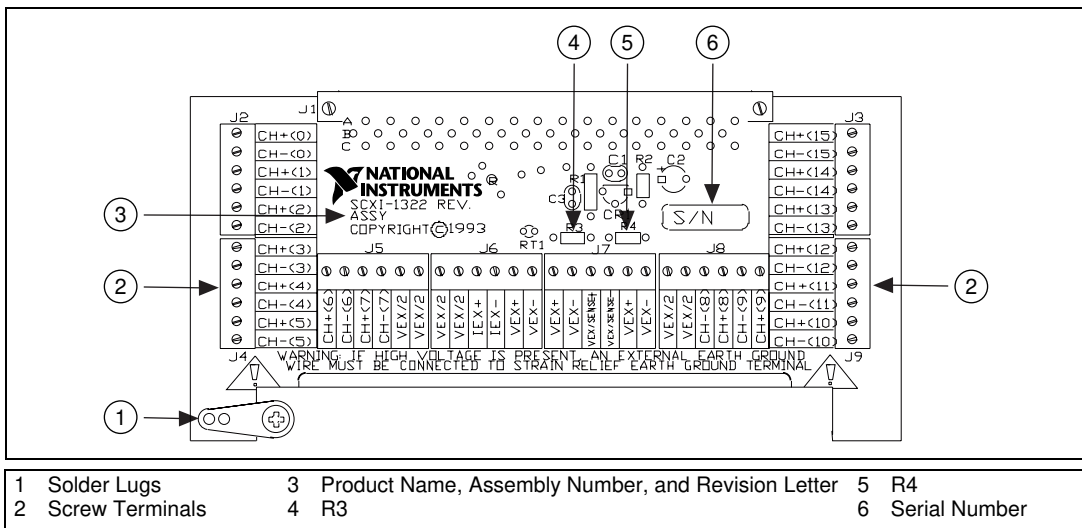 4 5 6
J1
J2 J3
A
B
C
CH+(0) CH+(15)
CH-(0) CH-(15)
CH+(1) CH+(14)
CH-(1) CH-(14)
CH+(2) CH+(13)
CH-(2) CH-(13)
CH+(3) CH+(12)
CH-(3) CH-(12)
CH+(4) CH+(11)
CH-(4) CH-(11)
CH+(5) CH+(10)
CH-(5) CH-(10)
NATIONAL
INSTRUMENTS
SCXI-1322 REV.
ASSY
COPYRIGHT©1993
Q R1 C1 R2 C2
C3
RT1 R3 R4
S/N
3
2 2
J5 J6 J7 J8
CH+(6) CH-(6) CH+(7) CH-(7) VEX/2 VEX/2
VEX/2 VEX/2 IEX+ IEX- VEX+ VEX-
VEX+ VEX- VEX/SENSE+ VEX/SENSE- VEX+ VEX-
VEX/2 VEX/2 CH-(8) CH+(8) CH-(9) CH+(9)
J4 J9
WARNING: IF HIGH VOLTAGE IS PRESENT, AN EXTERNAL EARTH GROUND
WIRE MUST BE CONNECTED TO STRAIN RELIEF EARTH GROUND TERMINAL
! !
1
1 Solder Lugs 3 Product Name, Assembly Number, and Revision Letter 5 R4
2 Screw Terminals 4 R3 6 Serial Number